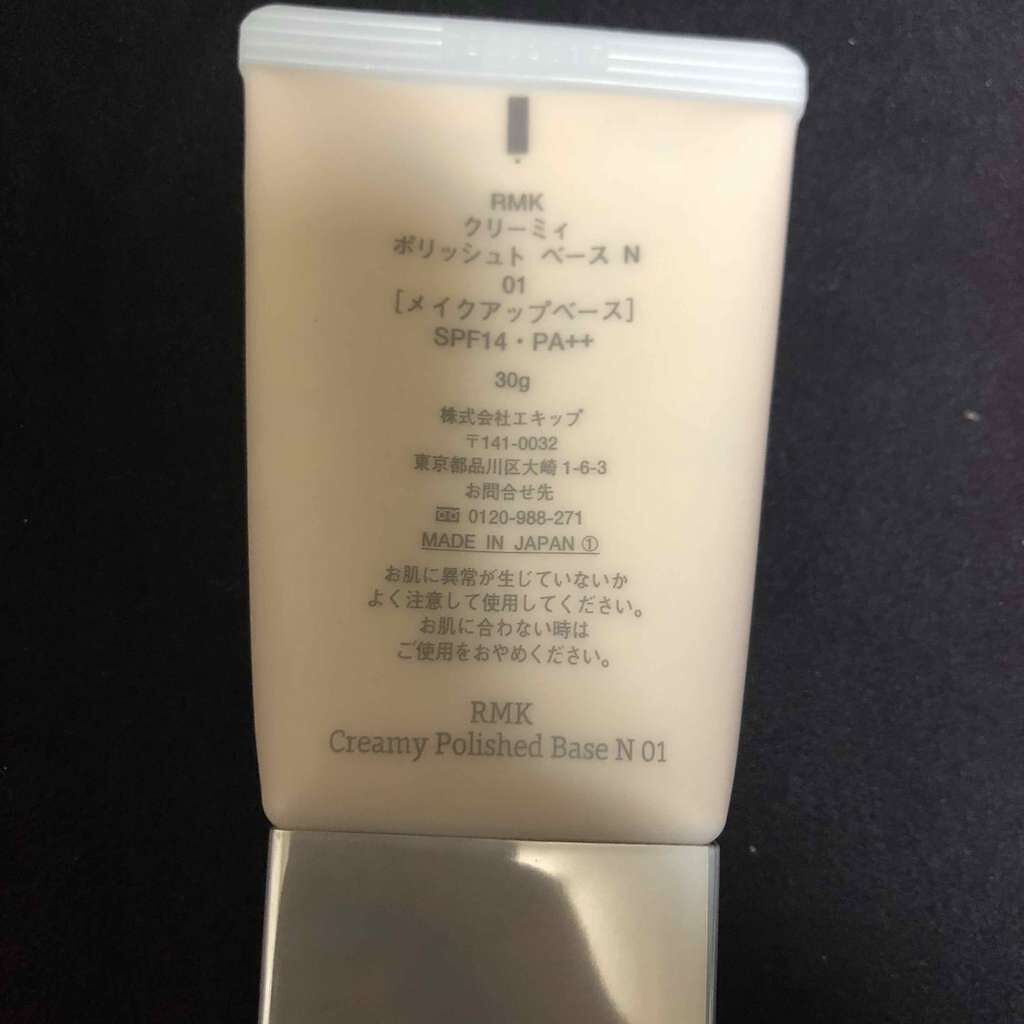 RMK
クリーミィ
ポリッシュト ベース N
01
[メイクアップベース]
SPF14・PA++
30g
株式会社エキップ
〒141-0032
東京都品川区大崎1-6-3
お問合せ先
0120-988-271
MADE IN JAPAN ①
お肌に異常が生じていないか
よく注意して使用してください。
お肌に合わない時は
ご使用をおやめください。
RMK
Creamy Polished Base N 01